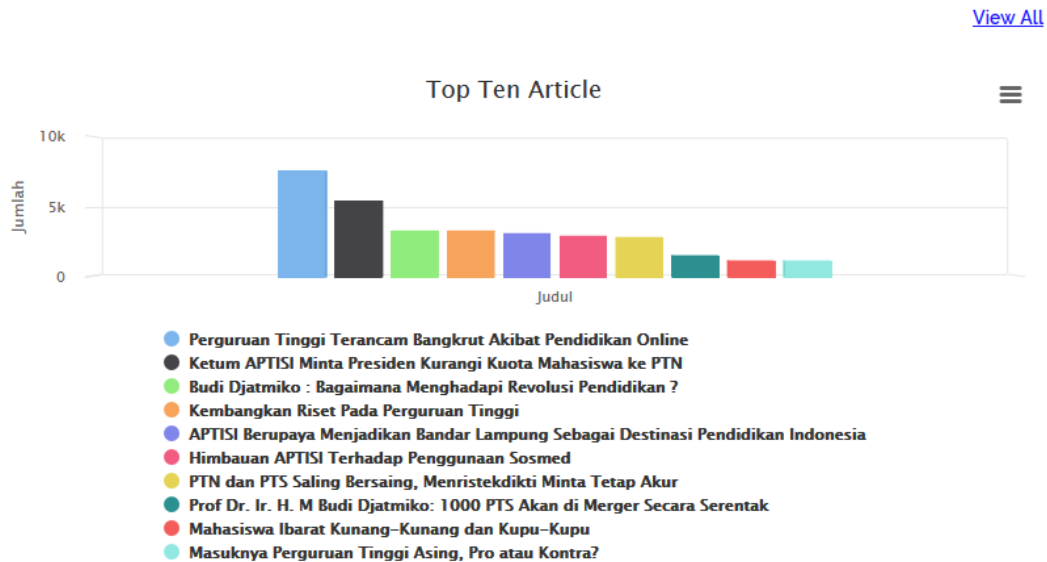 View All
Top Ten Article
10k
5k
0
Jumlah
Judul
Perguruan Tinggi Terancam Bangkrut Akibat Pendidikan Online
Ketum APTISI Minta Presiden Kurangi Kuota Mahasiswa ke PTN
Budi Djatmiko : Bagaimana Menghadapi Revolusi Pendidikan ?
Kembangkan Riset Pada Perguruan Tinggi
APTISI Berupaya Menjadikan Bandar Lampung Sebagai Destinasi Pendidikan Indonesia
Himbauan APTISI Terhadap Penggunaan Sosmed
PTN dan PTS Saling Bersaing, Menristekdikti Minta Tetap Akur
Prof Dr. Ir. H. M Budi Djatmiko: 1000 PTS Akan di Merger Secara Serentak
Mahasiswa Ibarat Kunang-Kunang dan Kupu-Kupu
Masuknya Perguruan Tinggi Asing, Pro atau Kontra?